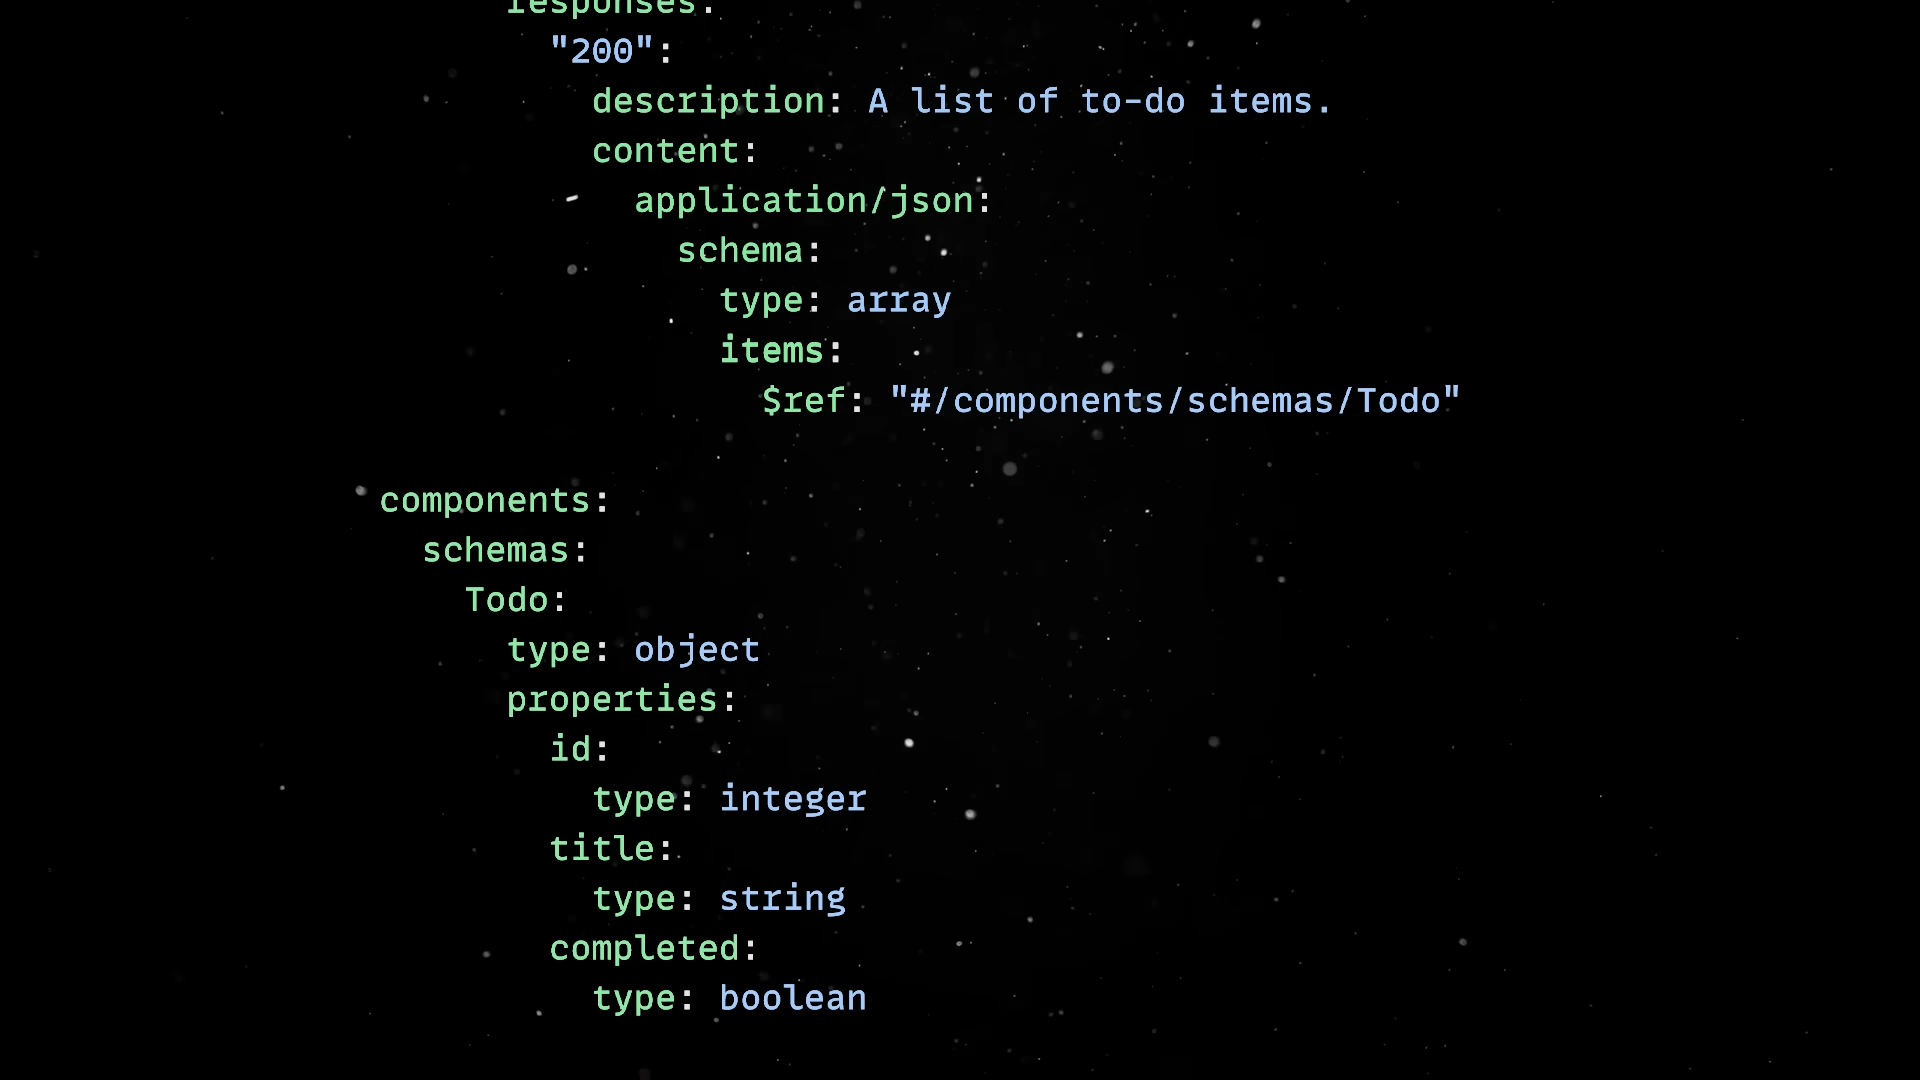 responses:
"200":
description: A list of to-do items.
content:
application/json:
schema:
type: array
items:
$ref: "#/components/schemas/Todo"
components:
schemas:
Todo:
type: object
properties:
id:
type: integer
title:
type: string
completed:
type: boolean